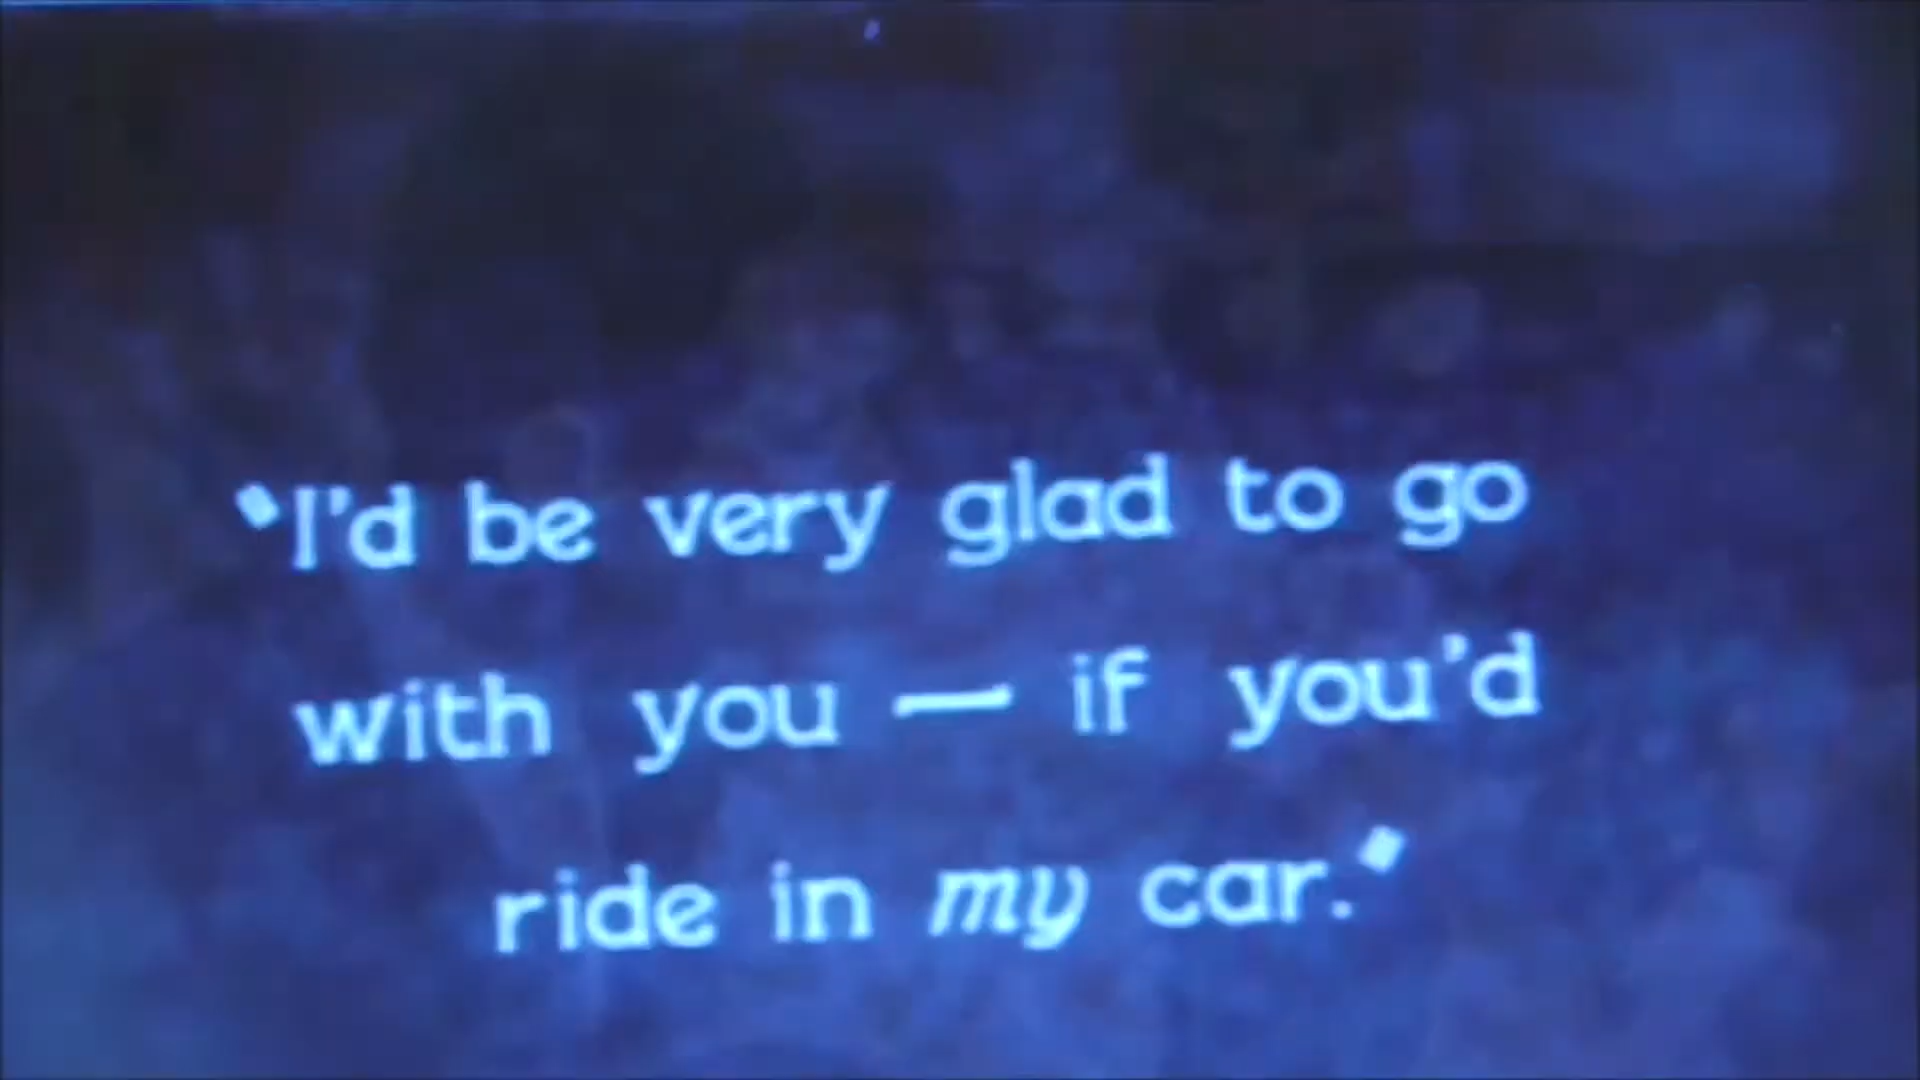 "I'd be very glad to go
with you — if you'd
ride in my car."